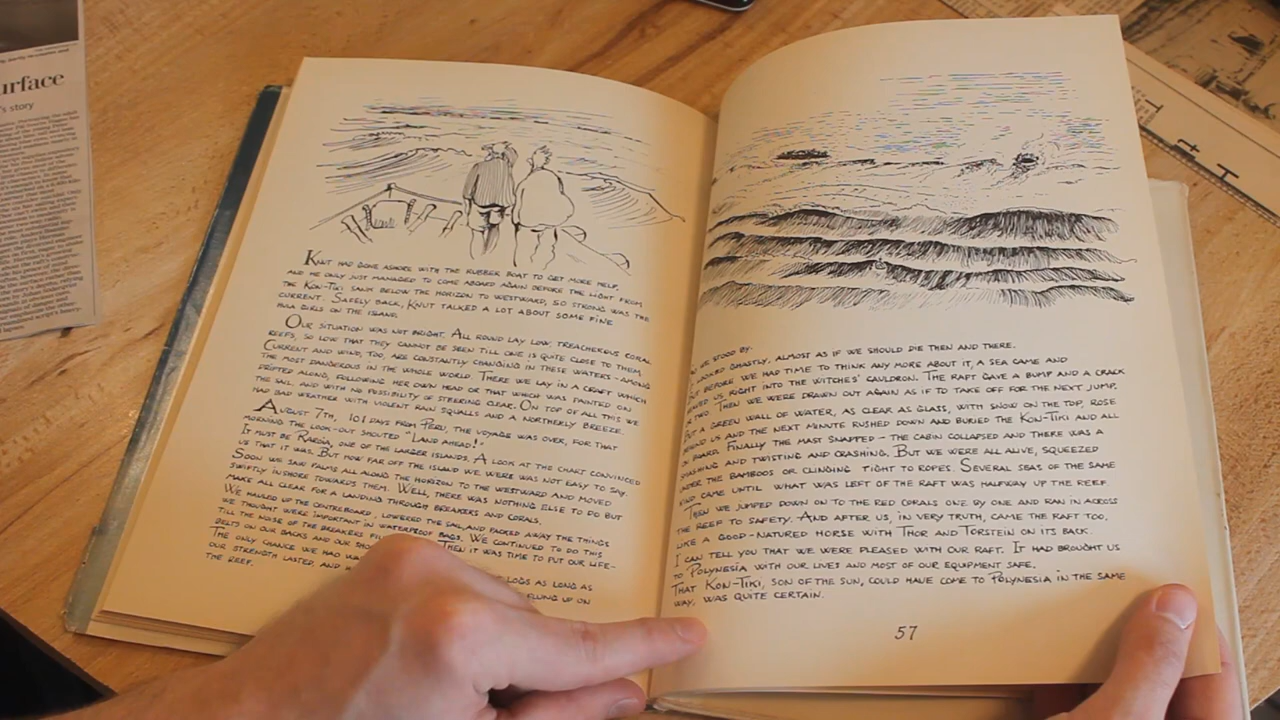 urface
's story
Knut had gone ashore with the rubber boat to get more help,
and he only just managed to come aboard again before the light from
the Kon-Tiki sank below the horizon to westward, so strong was the
current. Safely back, Knut talked a lot about some fine
hula girls on the island.
Our situation was not bright. All round lay low, treacherous coral
reefs, so low that they cannot be seen till one is quite close to them.
Current and wind, too, are constantly changing in these waters – among
the most dangerous in the whole world. There we lay in a craft which
drifted along, following her own head or that which was painted on
the sail, and with no possibility of steering clear. On top of all this we
had bad weather with violent rain squalls and a northerly breeze.
August 7th, 101 days from Peru, the voyage was over, for that
morning the look-out shouted "Land ahead!"
It must be Raroia, one of the larger islands. A look at the chart convinced
us that it was. But how far off the island we were was not easy to say.
Soon we saw palms all along the horizon to the westward and moved
swiftly inshore towards them. Well, there was nothing else to do but
make all clear for a landing through breakers and corals.
We hauled up the centreboard, lowered the sail, and packed away the things
we thought were important in waterproof bags. We continued to do this
till the noise of the breakers Then it was time to put our life-
belts on our backs and our sho
The only chance we had was logs as long as
our strength lasted, and flung up on
the reef.
we stood by:
looked ghastly, almost as if we should die then and there.
But before we had time to think any more about it, a sea came and
us right into the witches' cauldron. The raft gave a bump and a crack
or two. Then we were drawn out again as if to take off for the next jump.
But a green wall of water, as clear as glass, with snow on the top, rose
us and the next minute rushed down and buried the Kon-Tiki and all
on board. Finally the mast snapped – the cabin collapsed and there was a
smashing and twisting and crashing. But we were all alive, squeezed
under the bamboos or clinging tight to ropes. Several seas of the same
kind came until what was left of the raft was halfway up the reef.
Then we jumped down on to the red corals one by one and ran in across
the reef to safety. And after us, in very truth, came the raft too,
like a good-natured horse with Thor and Torstein on its back.
I can tell you that we were pleased with our raft. It had brought us
to Polynesia with our lives and most of our equipment safe.
That Kon-Tiki, son of the sun, could have come to Polynesia in the same
way, was quite certain.
57